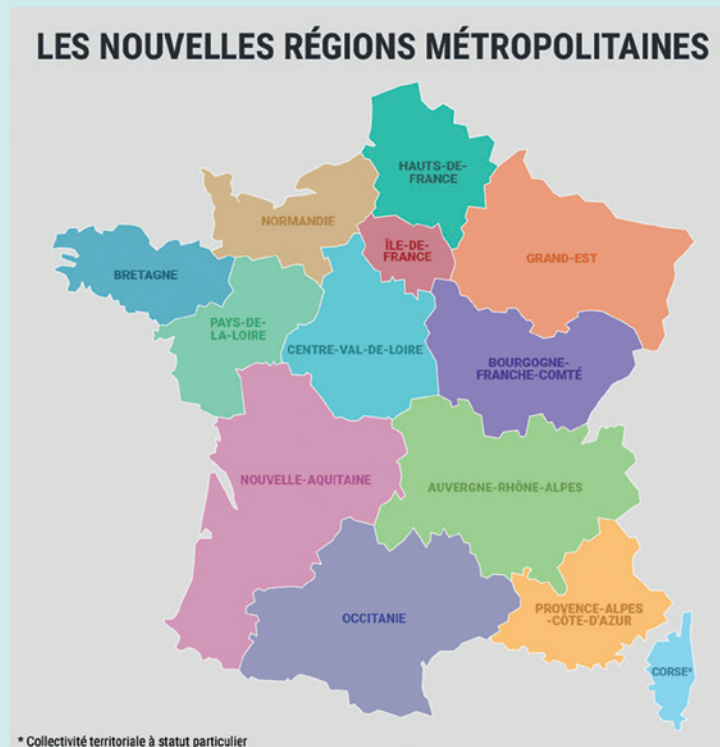 LES NOUVELLES RÉGIONS MÉTROPOLITAINES
HAUTS-DE-
FRANCE
NORMANDIE
ÎLE-DE-
FRANCE
GRAND-EST
BRETAGNE
PAYS-DE-
LA-LOIRE
CENTRE-VAL-DE-LOIRE
BOURGOGNE-
FRANCHE-COMTÉ
NOUVELLE-AQUITAINE
AUVERGNE-RHÔNE-ALPES
OCCITANIE
PROVENCE-ALPES
-CÔTE-D'AZUR
CORSE*
* Collectivité territoriale à statut particulier